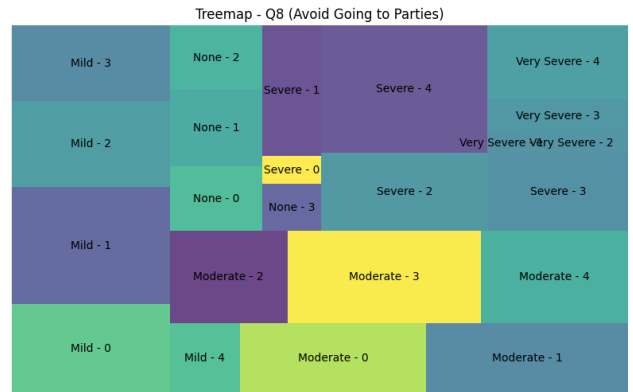 Treemap - Q8 (Avoid Going to Parties)
Mild - 3
None - 2
Severe - 1
Severe - 4
Very Severe - 4
Mild - 2
None - 1
Very Severe - 3
Very Severe -
Very Severe - 2
Severe - 0
None - 0
None - 3
Severe - 2
Severe - 3
Mild - 1
Moderate - 2
Moderate - 3
Moderate - 4
Mild - 0
Mild - 4
Moderate - 0
Moderate - 1